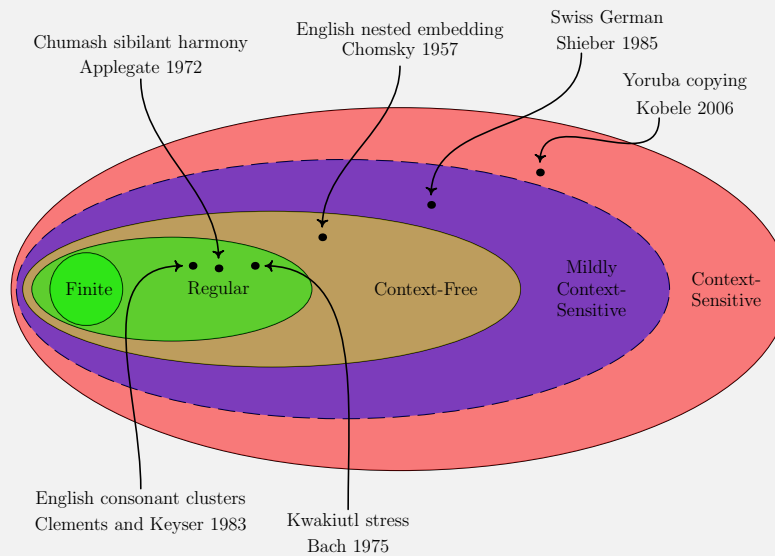 Swiss German
Shieber 1985
English nested embedding
Chomsky 1957
Chumash sibilant harmony
Applegate 1972
Yoruba copying
Kobele 2006
Finite
Regular
Context-Free
Mildly
Context-
Sensitive
Context-
Sensitive
English consonant clusters
Clements and Keyser 1983
Kwakiutl stress
Bach 1975